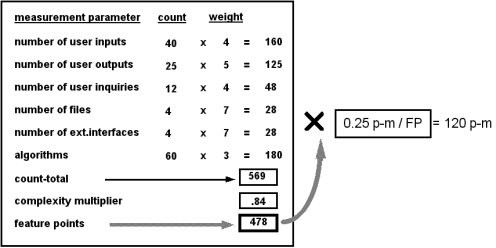 measurement parameter count weight
number of user inputs 40 x 4 = 160
number of user outputs 25 x 5 = 125
number of user inquiries 12 x 4 = 48
number of files 4 x 7 = 28
number of ext.interfaces 4 x 7 = 28
algorithms 60 x 3 = 180
count-total 569
complexity multiplier .84
feature points 478
× 0.25 p-m / FP = 120 p-m